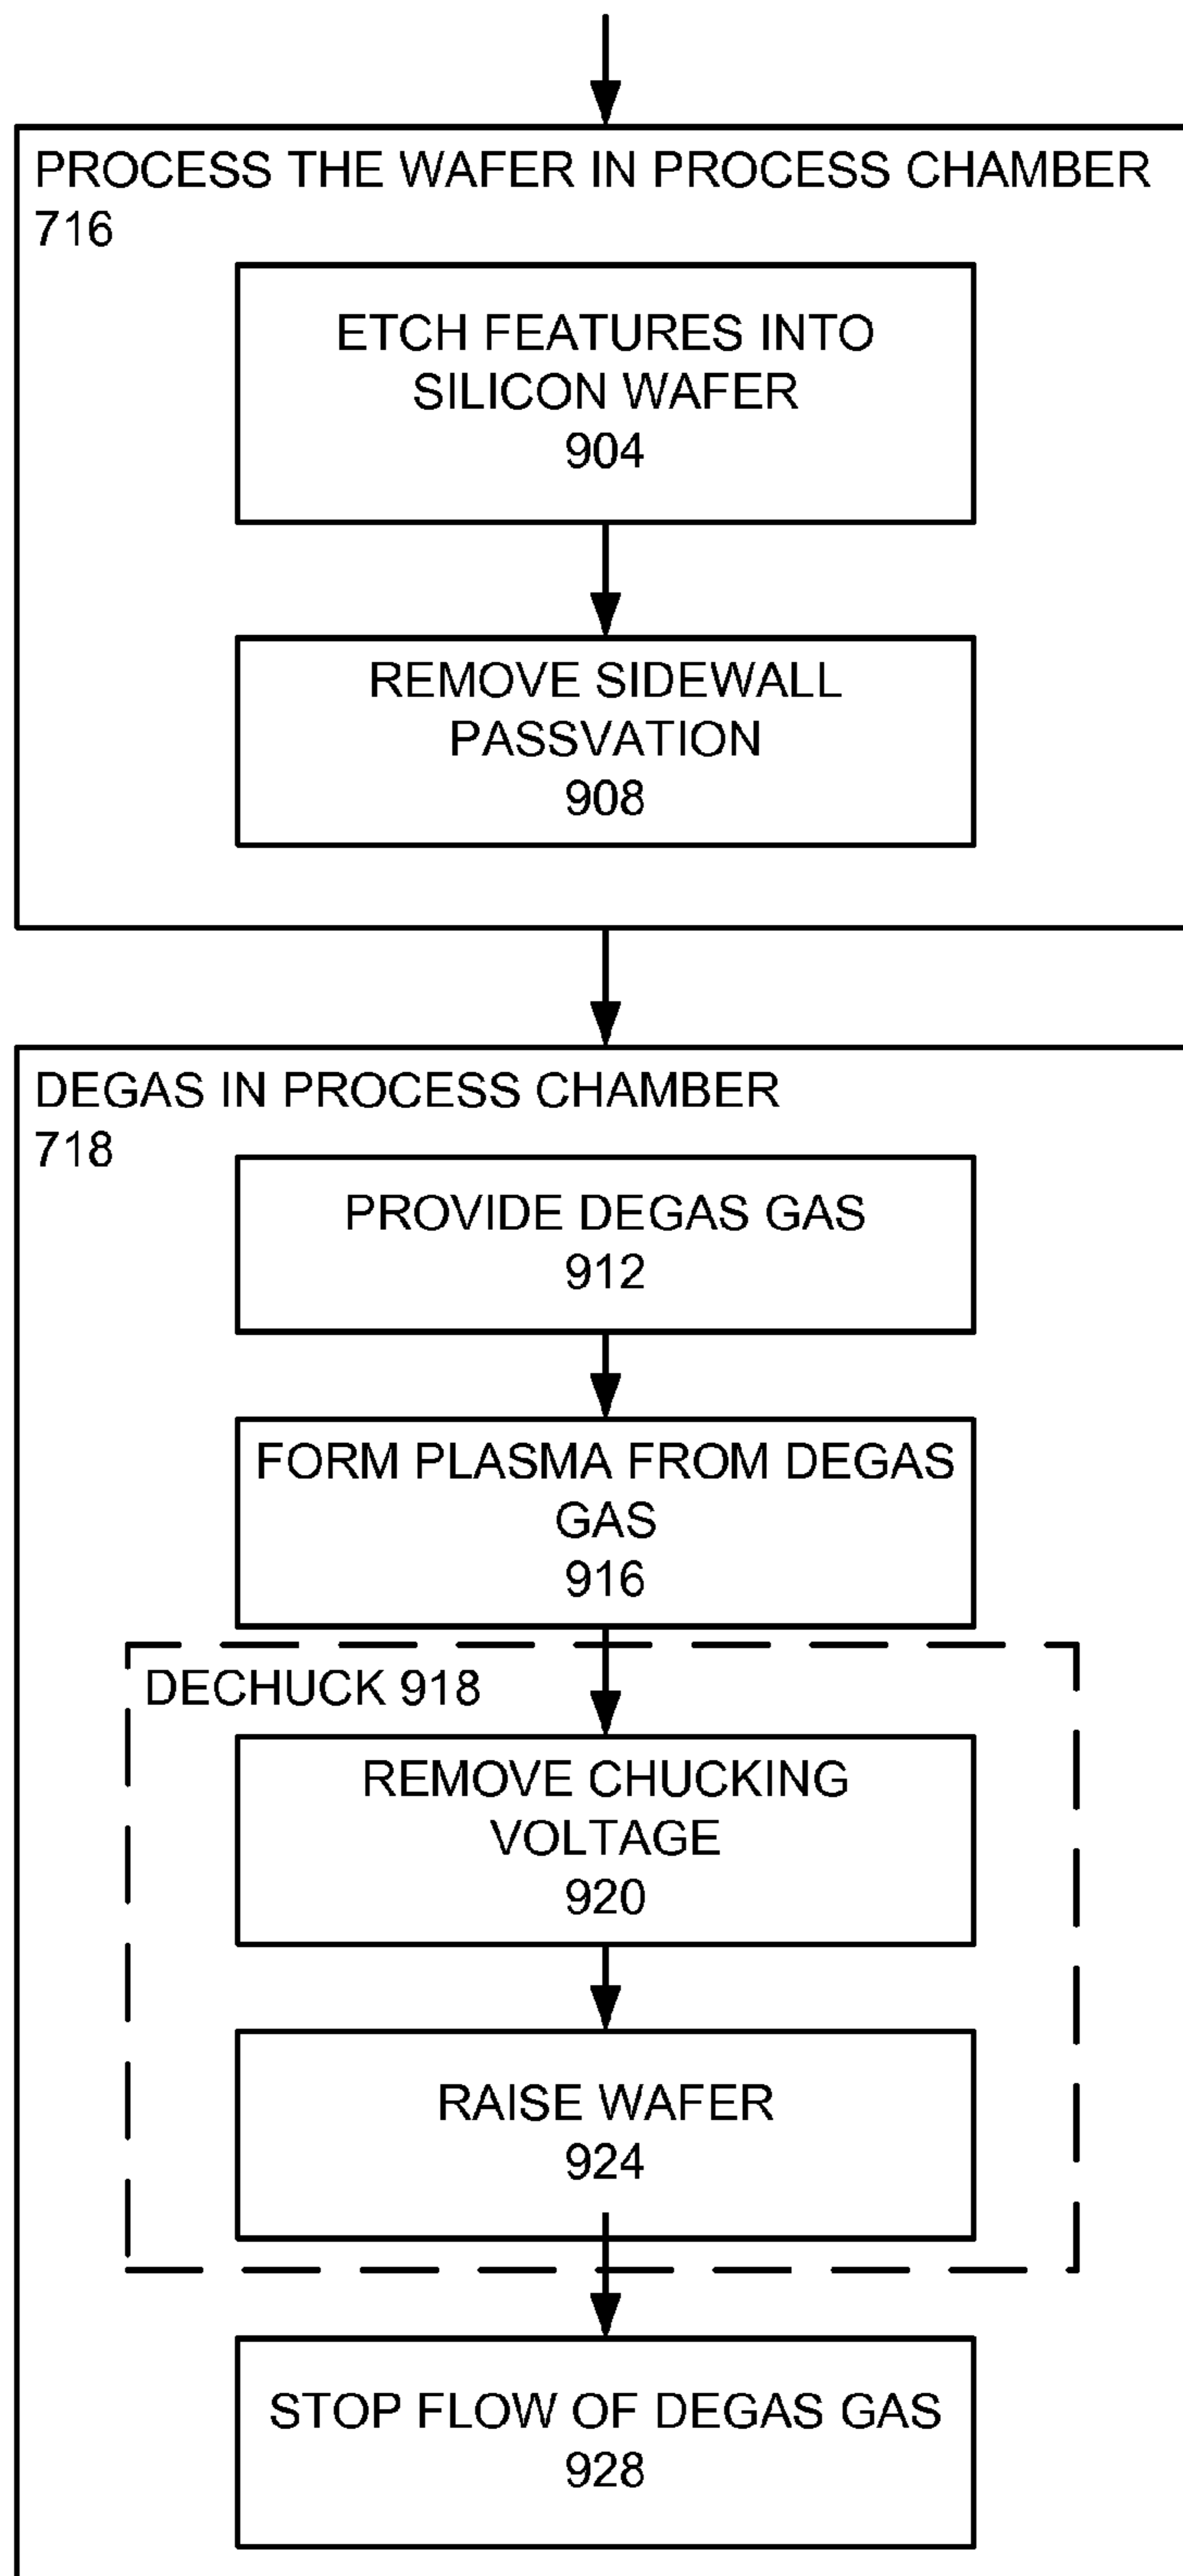 PROCESS THE WAFER IN PROCESS CHAMBER
716
ETCH FEATURES INTO
SILICON WAFER
904
REMOVE SIDEWALL
PASSVATION
908
DEGAS IN PROCESS CHAMBER
718
PROVIDE DEGAS GAS
912
FORM PLASMA FROM DEGAS
GAS
916
DECHUCK 918
REMOVE CHUCKING
VOLTAGE
920
RAISE WAFER
924
STOP FLOW OF DEGAS GAS
928